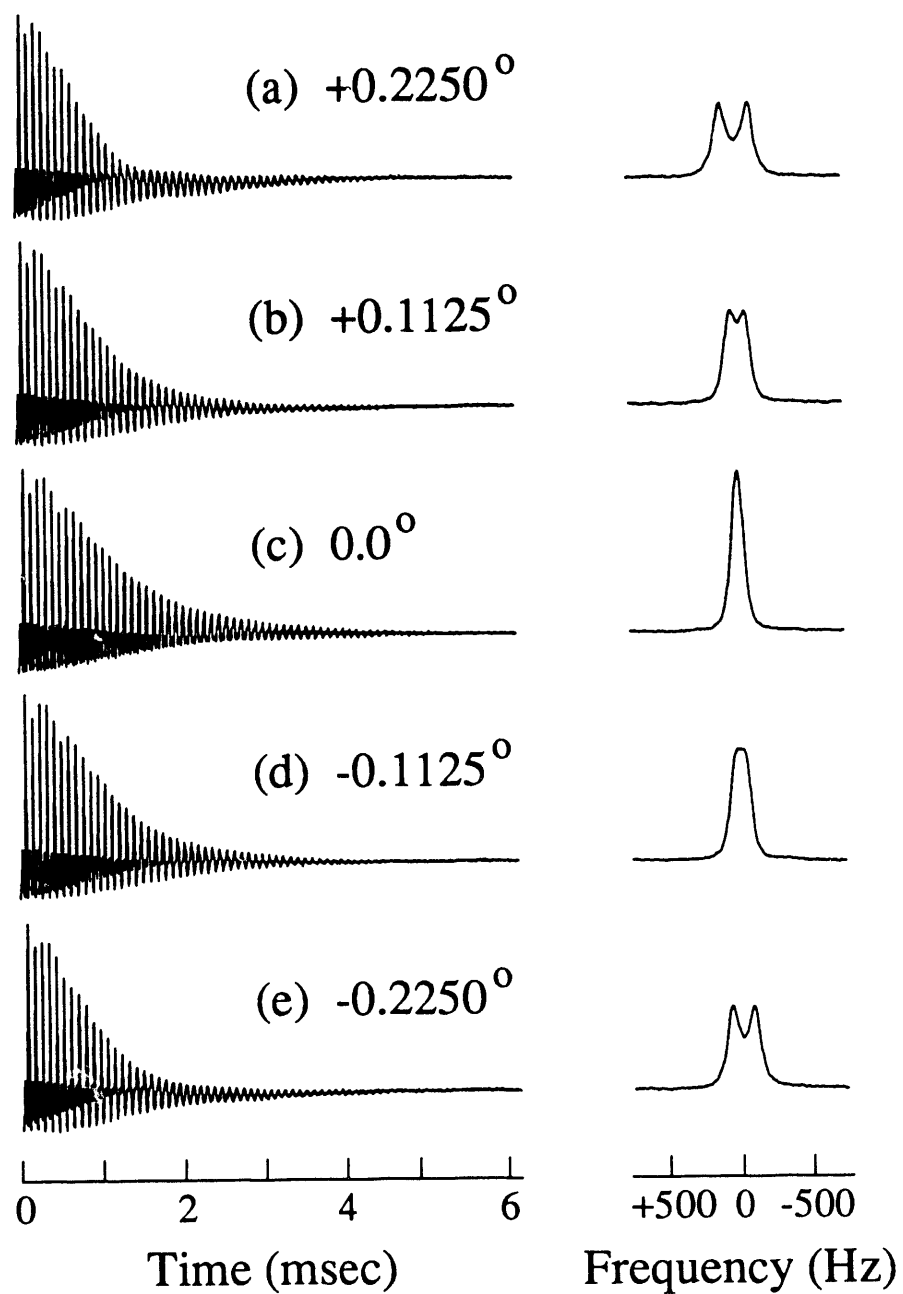 (a) +0.2250°
(b) +0.1125°
(c) 0.0°
(d) -0.1125°
(e) -0.2250°
0 2 4 6
+500 0 -500
Time (msec)
Frequency (Hz)